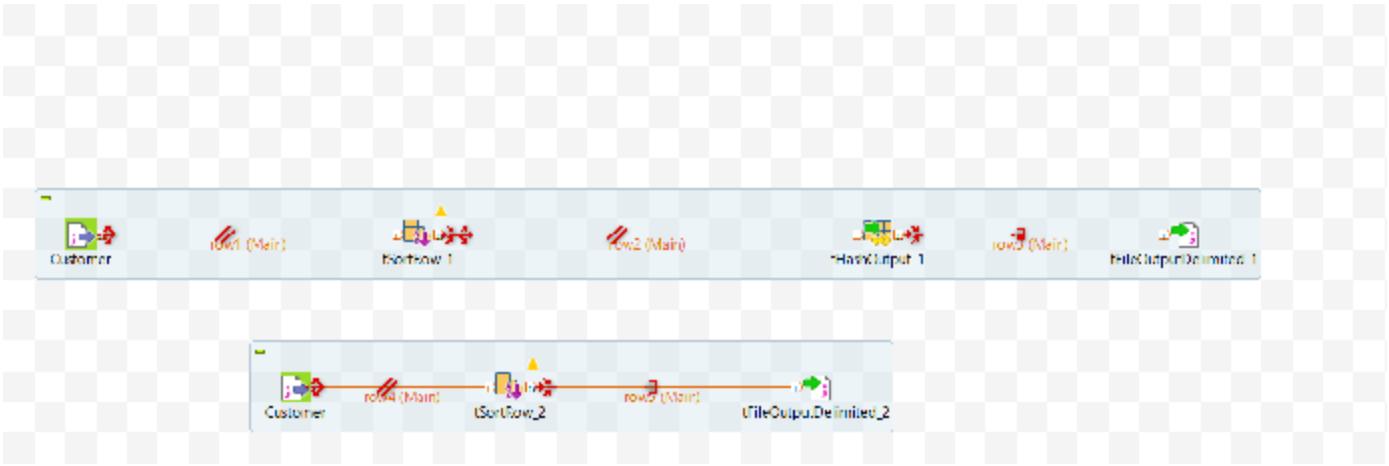 row1 (Main)
row2 (Main)
row3 (Main)
Customer
tSortRow_1
tHashOutput_1
tFileOutputDelimited_1
row4 (Main)
row5 (Main)
Customer
tSortRow_2
tFileOutputDelimited_2